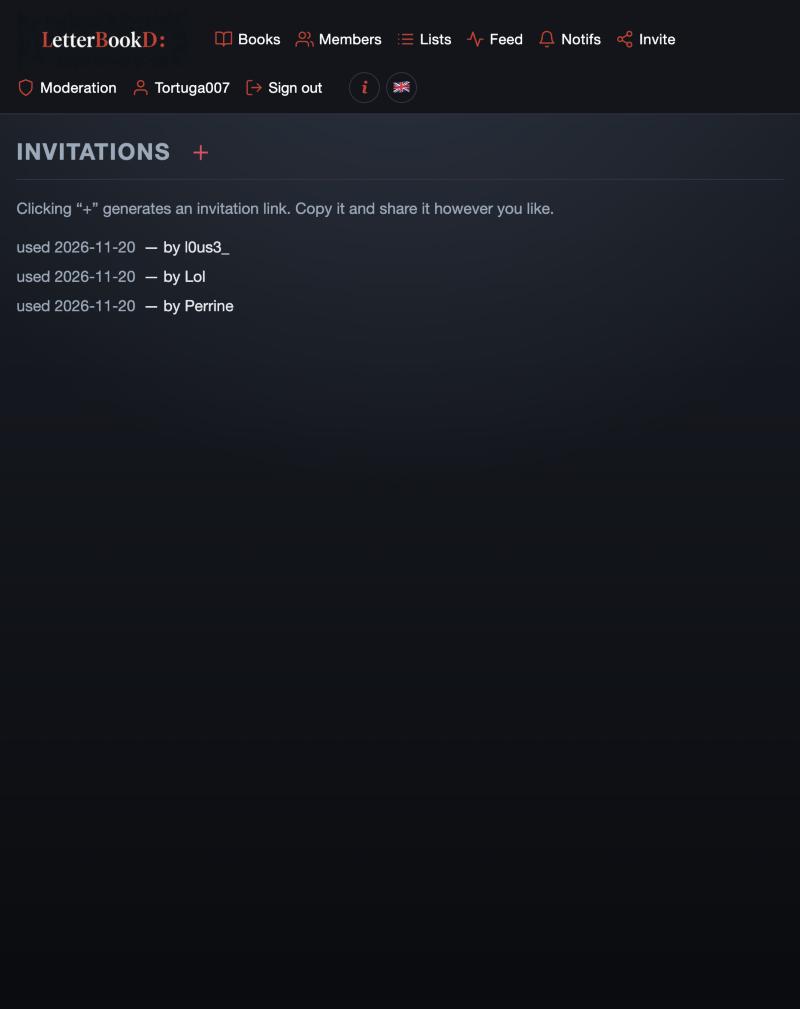 LetterBookD: Books Members Lists Feed Notifs Invite
Moderation Tortuga007 Sign out i
INVITATIONS +
Clicking “+” generates an invitation link. Copy it and share it however you like.
used 2026-11-20 — by l0us3_
used 2026-11-20 — by Lol
used 2026-11-20 — by Perrine